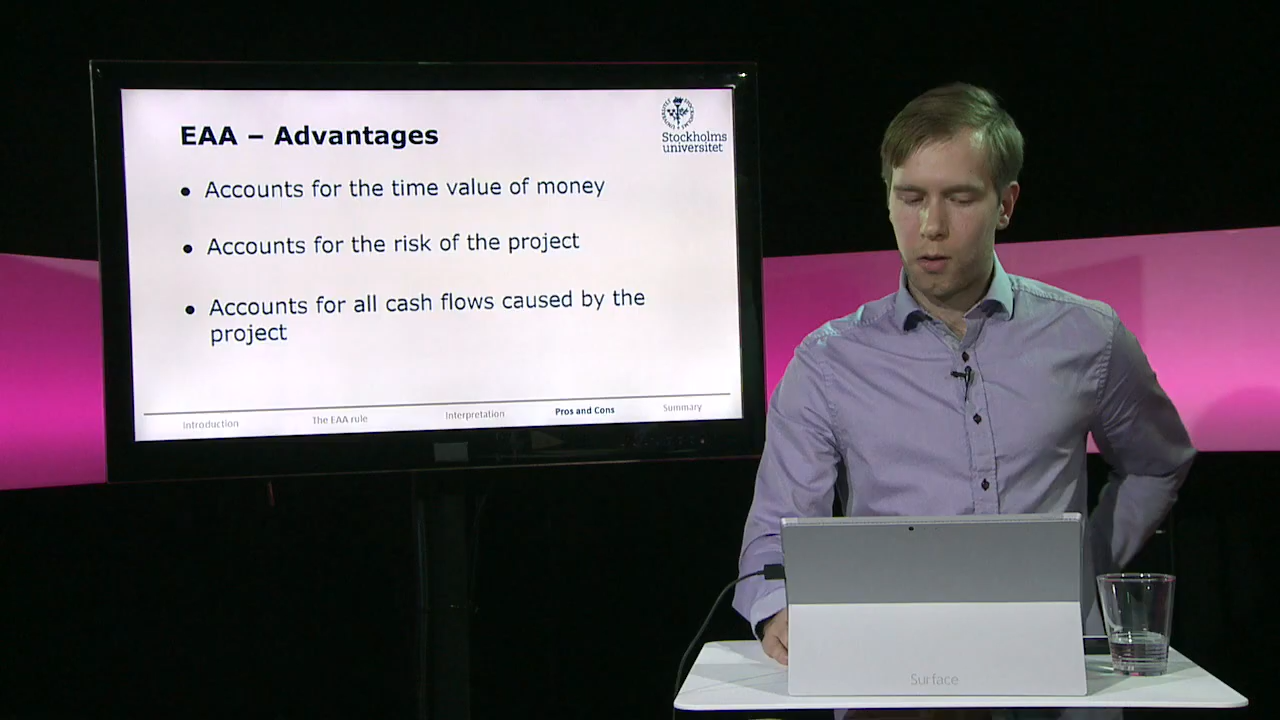 EAA – Advantages
Stockholms
universitet
• Accounts for the time value of money
• Accounts for the risk of the project
• Accounts for all cash flows caused by the
project
Introduction The EAA rule Interpretation Pros and Cons Summary
Surface